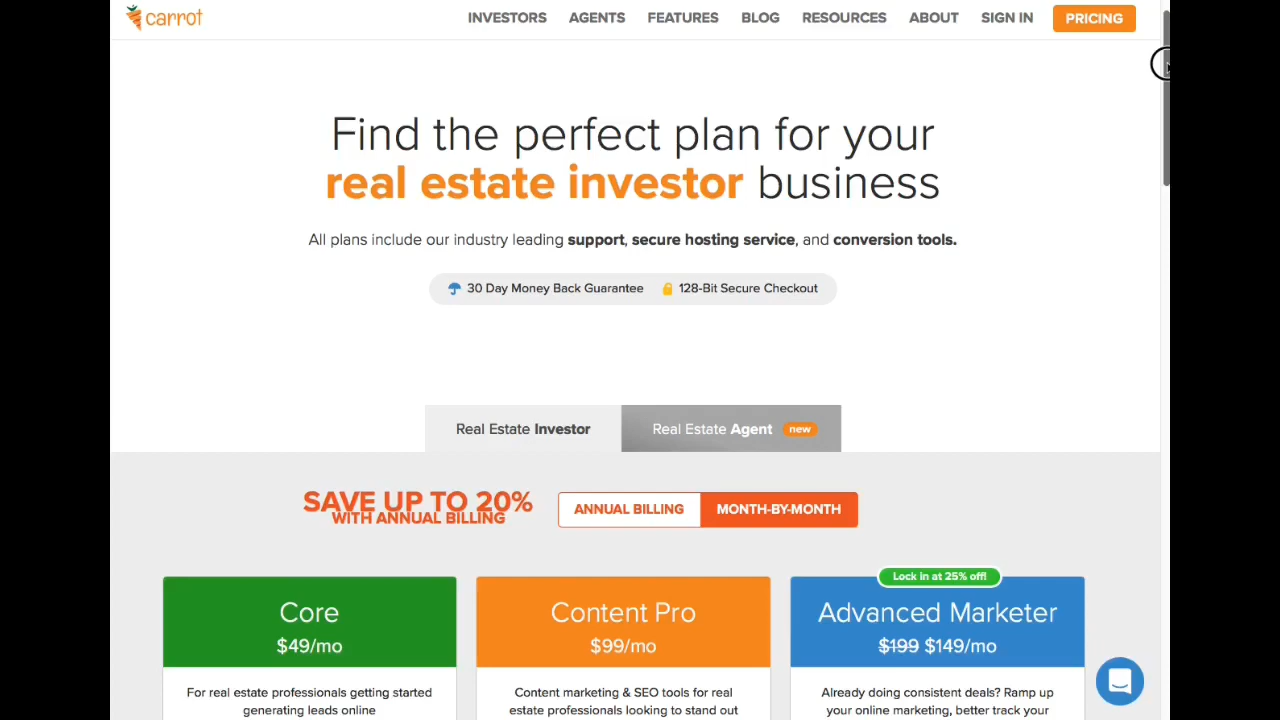 carrot
INVESTORS AGENTS FEATURES BLOG RESOURCES ABOUT SIGN IN PRICING
Find the perfect plan for your
real estate investor business
All plans include our industry leading support, secure hosting service, and conversion tools.
30 Day Money Back Guarantee 128-Bit Secure Checkout
Real Estate Investor Real Estate Agent new
SAVE UP TO 20%
WITH ANNUAL BILLING
ANNUAL BILLING MONTH-BY-MONTH
Core
$49/mo
For real estate professionals getting started
generating leads online
Content Pro
$99/mo
Content marketing & SEO tools for real
estate professionals looking to stand out
Lock in at 25% off!
Advanced Marketer
$199 $149/mo
Already doing consistent deals? Ramp up
your online marketing, better track your